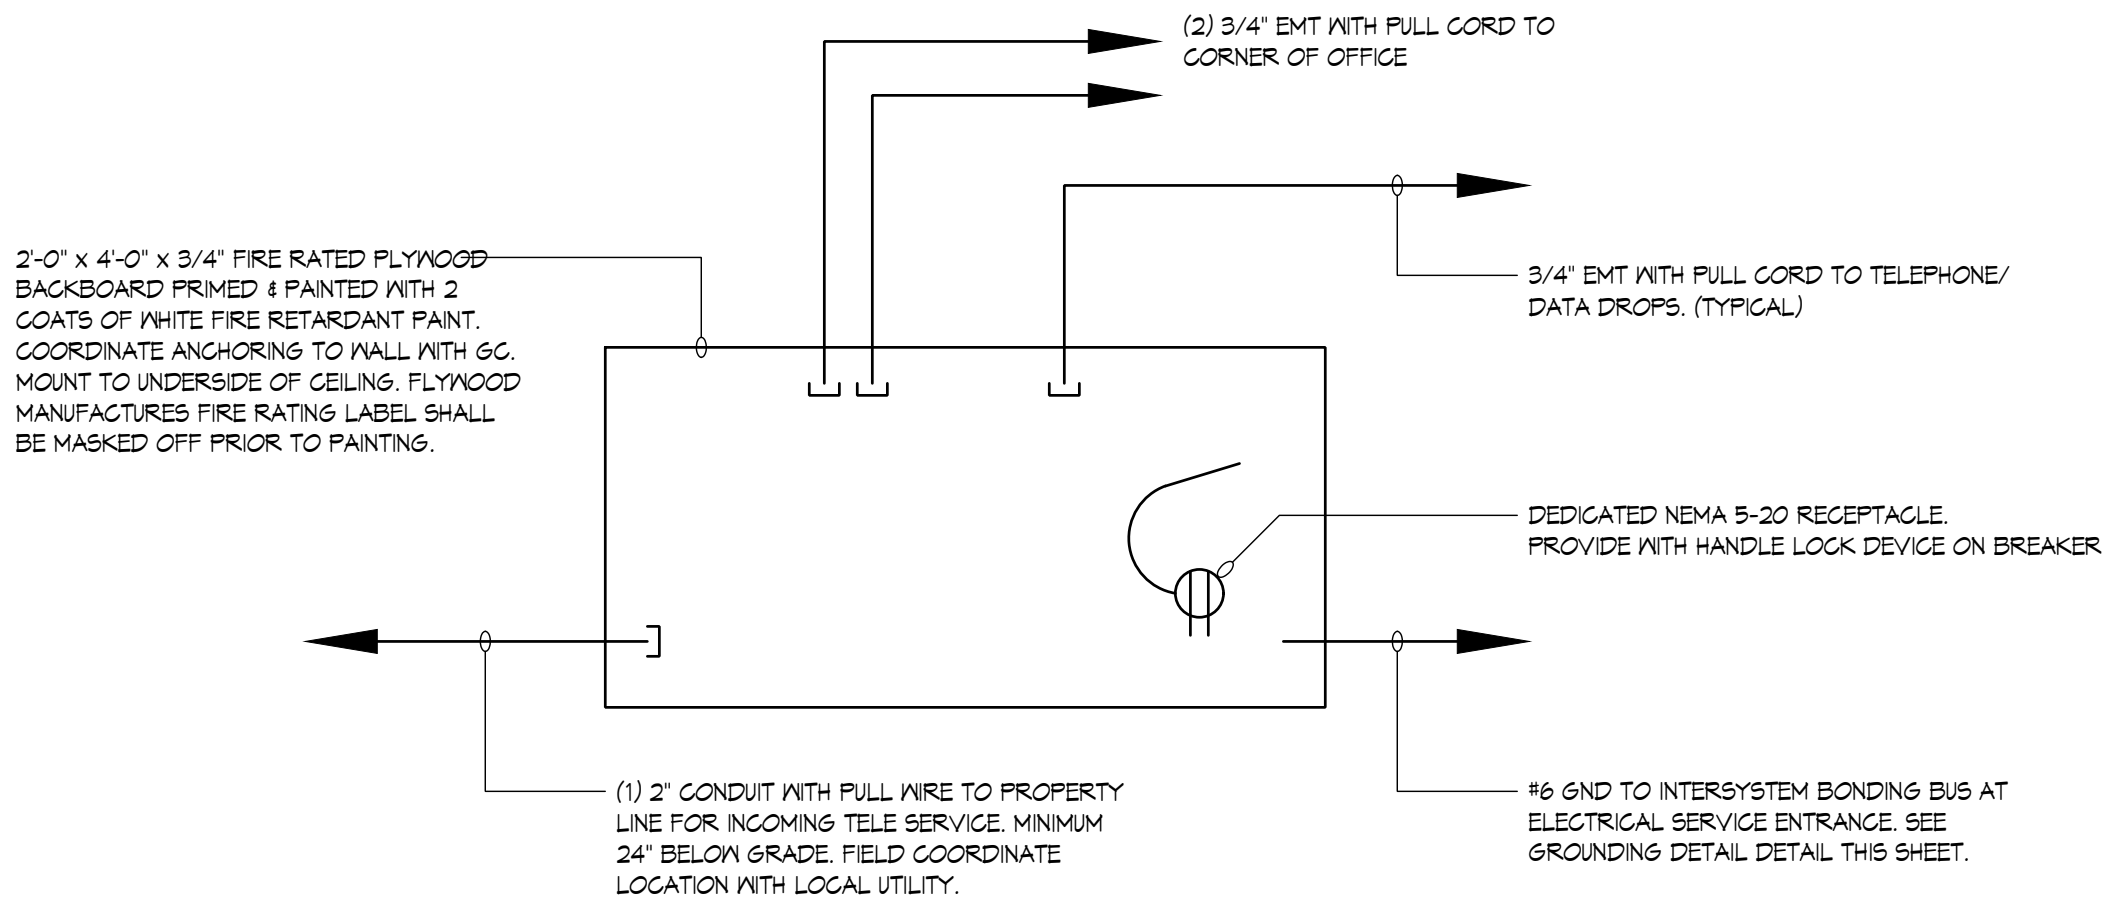 (2) 3/4" EMT WITH PULL CORD TO
CORNER OF OFFICE
2'-0" x 4'-0" x 3/4" FIRE RATED PLYWOOD
BACKBOARD PRIMED & PAINTED WITH 2
COATS OF WHITE FIRE RETARDANT PAINT.
COORDINATE ANCHORING TO WALL WITH GC.
MOUNT TO UNDERSIDE OF CEILING. FLYWOOD
MANUFACTURES FIRE RATING LABEL SHALL
BE MASKED OFF PRIOR TO PAINTING.
3/4" EMT WITH PULL CORD TO TELEPHONE/
DATA DROPS. (TYPICAL)
DEDICATED NEMA 5-20 RECEPTACLE.
PROVIDE WITH HANDLE LOCK DEVICE ON BREAKER
(1) 2" CONDUIT WITH PULL WIRE TO PROPERTY
LINE FOR INCOMING TELE SERVICE. MINIMUM
24" BELOW GRADE. FIELD COORDINATE
LOCATION WITH LOCAL UTILITY.
#6 GND TO INTERSYSTEM BONDING BUS AT
ELECTRICAL SERVICE ENTRANCE. SEE
GROUNDING DETAIL DETAIL THIS SHEET.